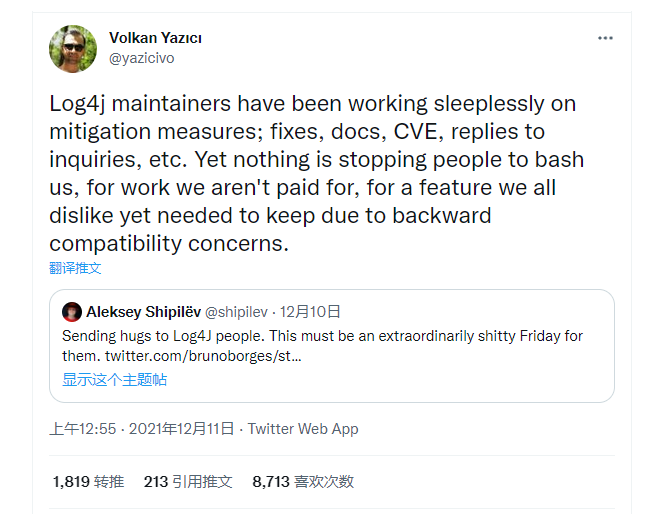 Volkan Yazıcı
@yazicivo
Log4j maintainers have been working sleeplessly on
mitigation measures; fixes, docs, CVE, replies to
inquiries, etc. Yet nothing is stopping people to bash
us, for work we aren't paid for, for a feature we all
dislike yet needed to keep due to backward
compatibility concerns.
翻译推文
Aleksey Shipilëv @shipilev · 12月10日
Sending hugs to Log4J people. This must be an extraordinarily shitty Friday for
them. twitter.com/brunoborges/st...
显示这个主题帖
上午12:55 · 2021年12月11日 · Twitter Web App
1,819 转推 213 引用推文 8,713 喜欢次数